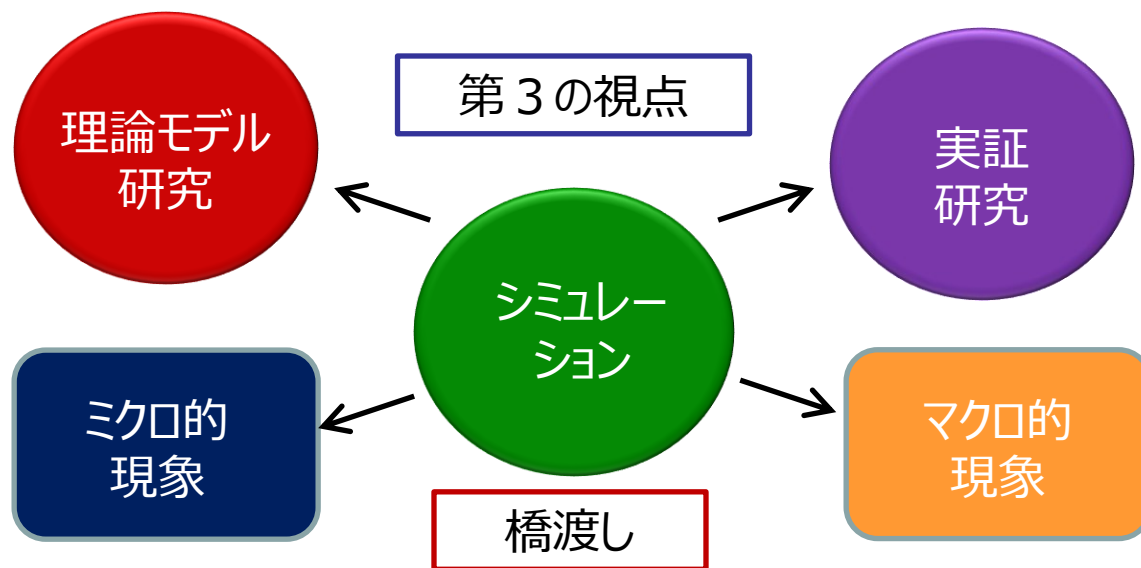 理論モデル
研究
第３の視点
実証
研究
シミュレー
ション
ミクロ的
現象
マクロ的
現象
橋渡し